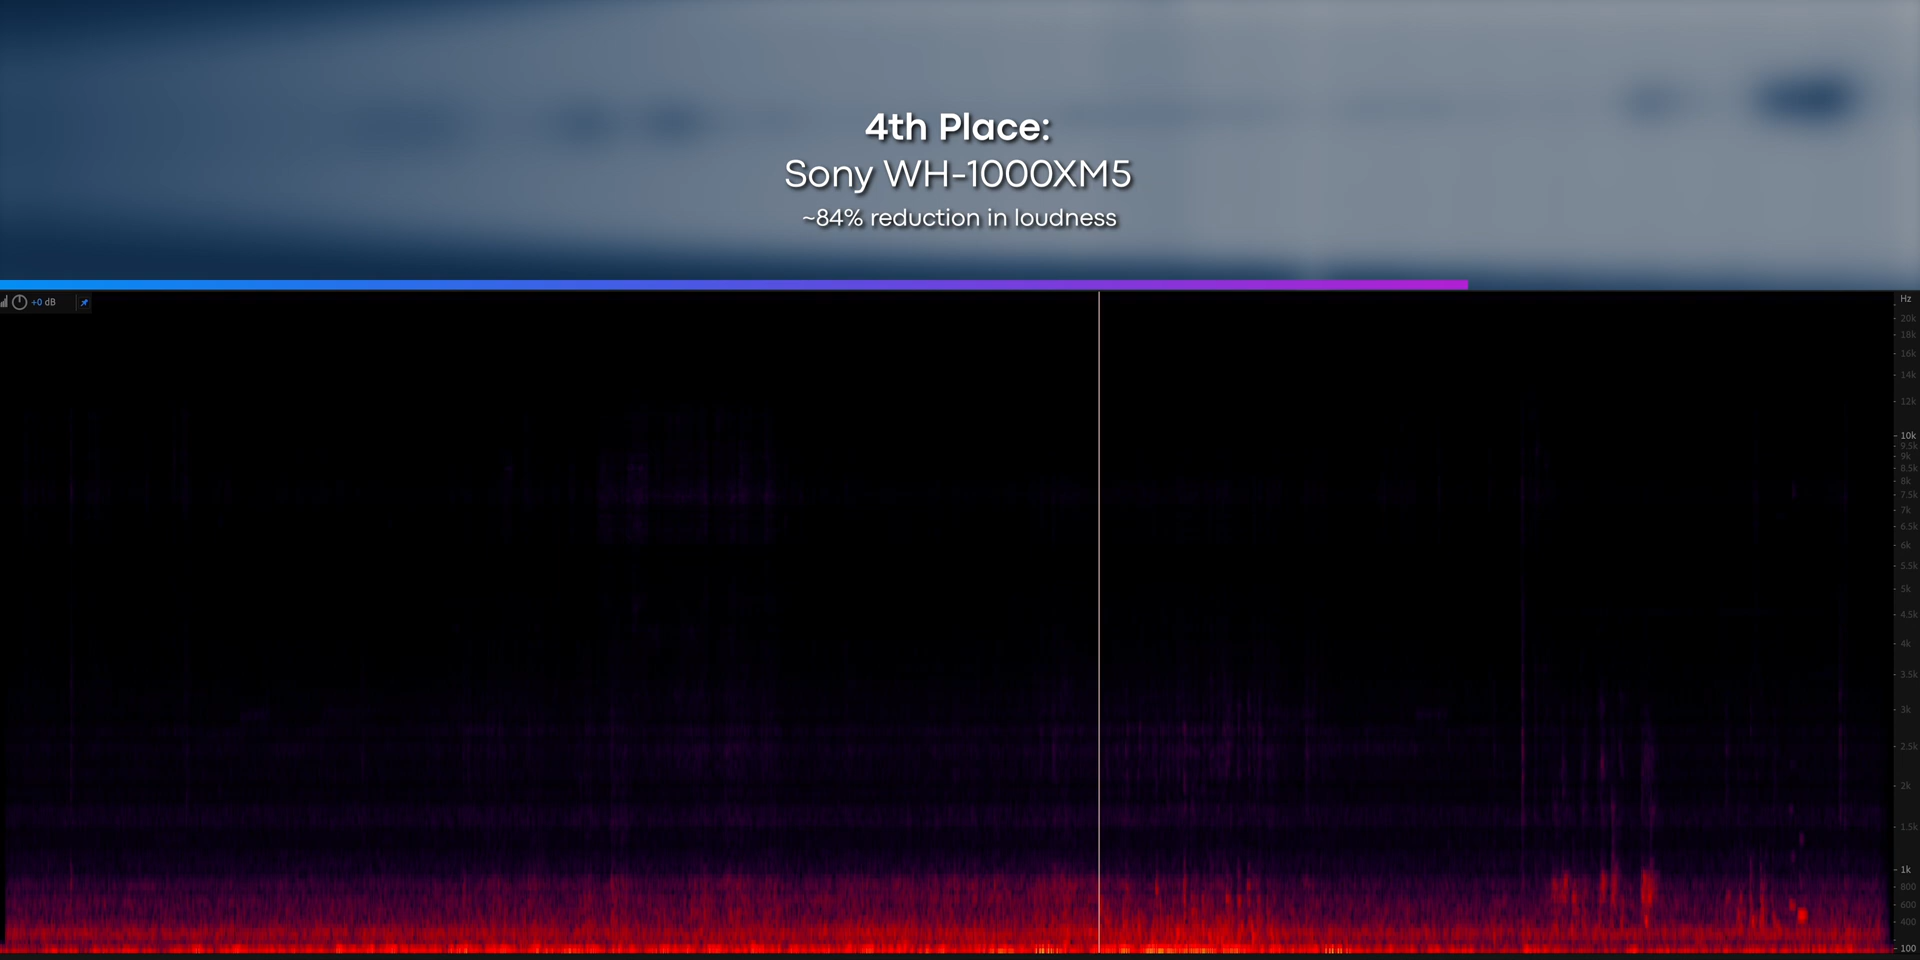 4th Place:
Sony WH-1000XM5
~84% reduction in loudness
+0 dB
Hz
20k
18k
16k
14k
12k
10k
9.5k
9k
8.5k
8k
7.5k
7k
6.5k
6k
5.5k
5k
4.5k
4k
3.5k
3k
2.5k
2k
1.5k
1k
800
600
400
100